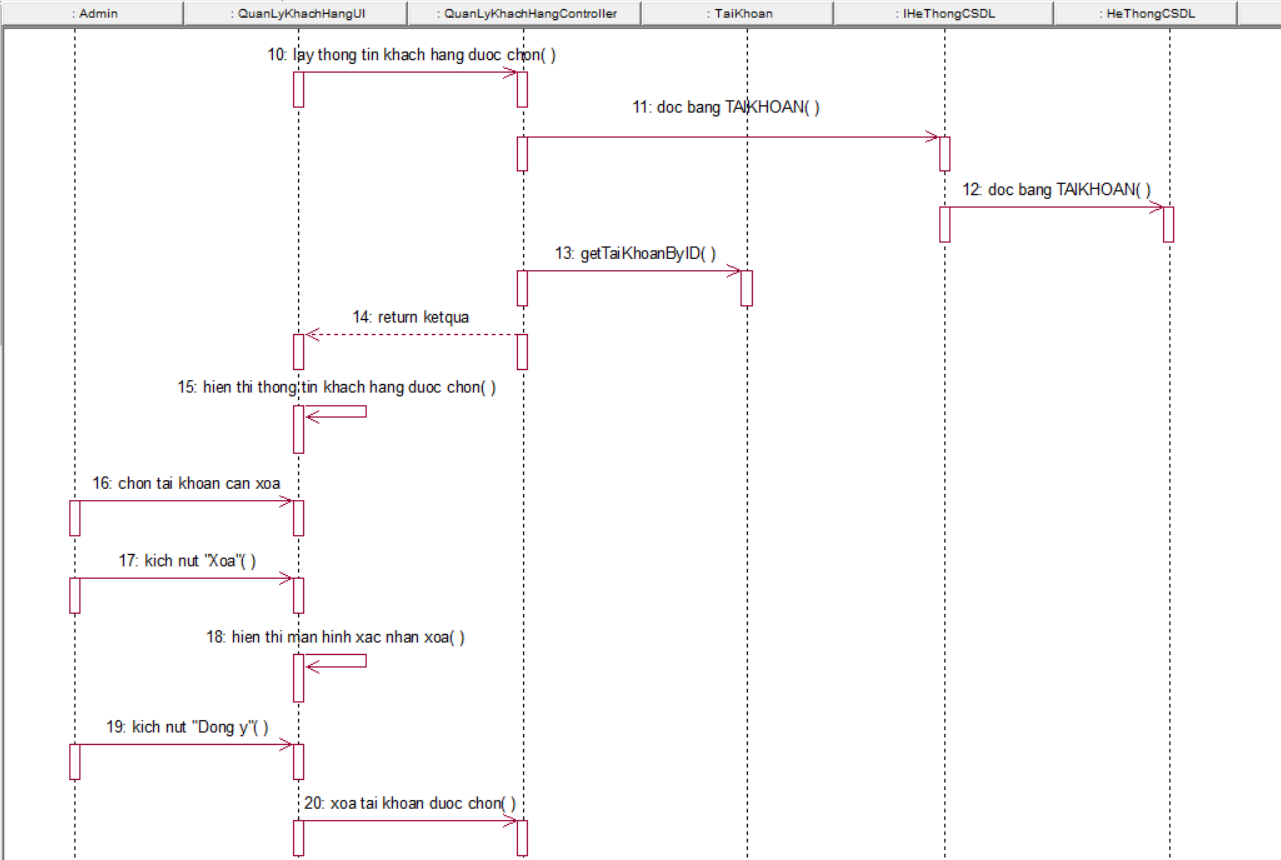 : Admin
: QuanLyKhachHangUI
: QuanLyKhachHangController
: TaiKhoan
: IHeThongCSDL
: HeThongCSDL
10: lay thong tin khach hang duoc chon( )
11: doc bang TAIKHOAN( )
12: doc bang TAIKHOAN( )
13: getTaiKhoanByID( )
14: return ketqua
15: hien thi thong tin khach hang duoc chon( )
16: chon tai khoan can xoa
17: kich nut "Xoa"( )
18: hien thi man hinh xac nhan xoa( )
19: kich nut "Dong y"( )
20: xoa tai khoan duoc chon( )